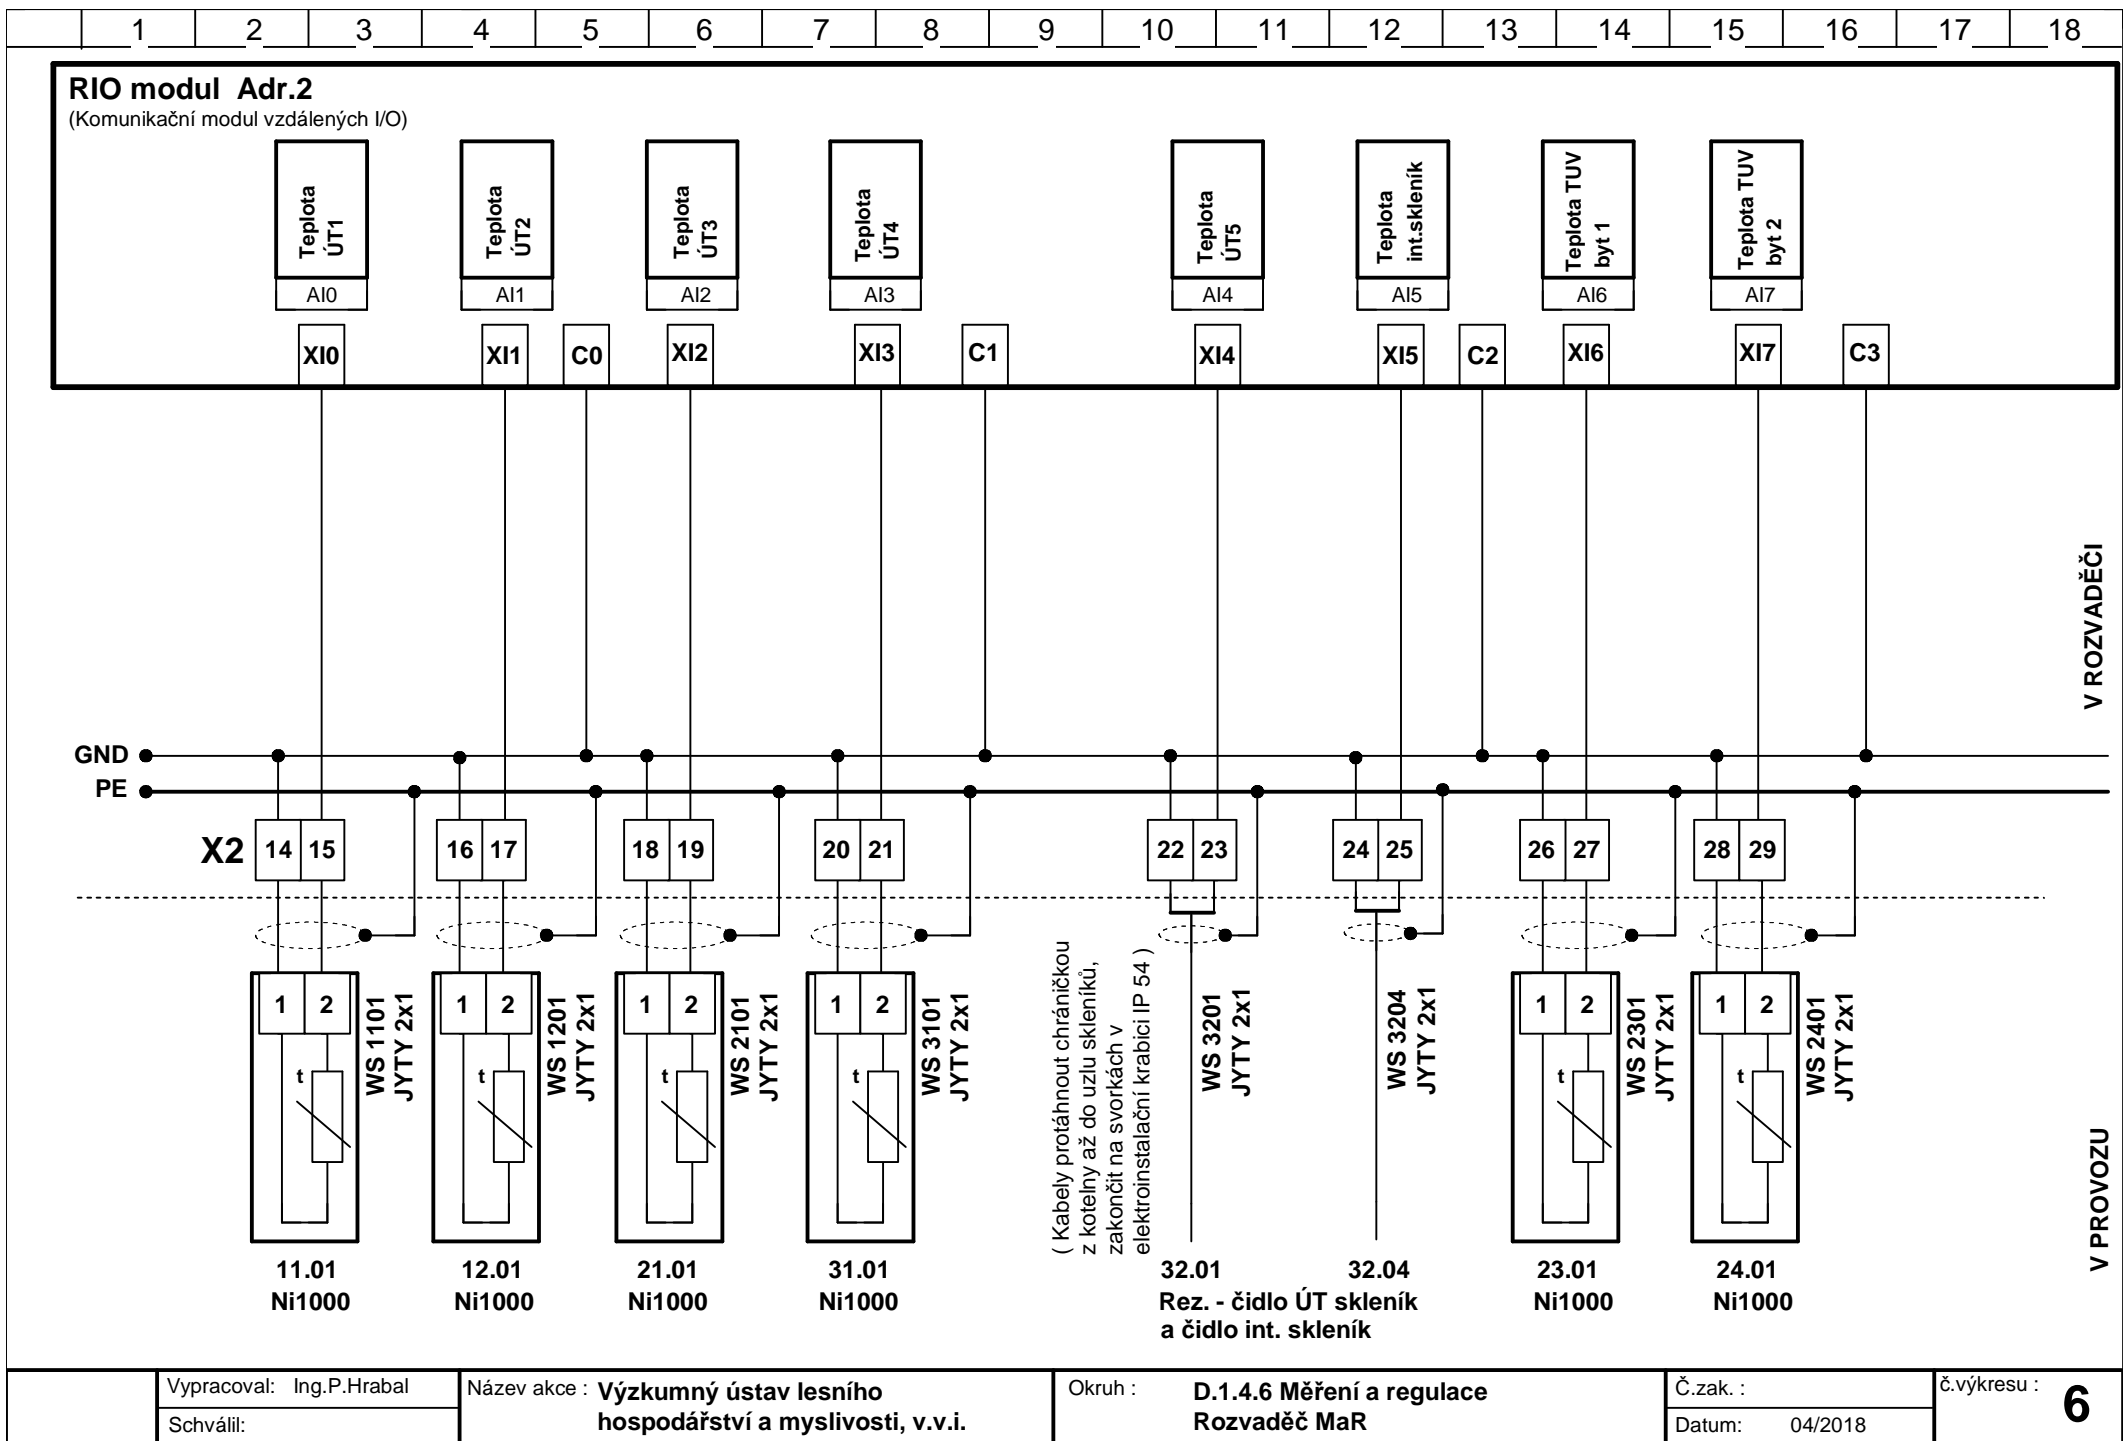 1 2 3 4 5 6 7 8 9 10 11 12 13 14 15 16 17 18
RIO modul Adr.2
(Komunikační modul vzdálených I/O)
Teplota
ÚT1
Teplota
ÚT2
Teplota
ÚT3
Teplota
ÚT4
Teplota
ÚT5
Teplota
int.skleník
Teplota TUV
byt 1
Teplota TUV
byt 2
AI0 AI1 AI2 AI3 AI4 AI5 AI6 AI7
XI0 XI1 C0 XI2 XI3 C1 XI4 XI5 C2 XI6 XI7 C3
V ROZVADĚČI
GND
PE
X2 14 15 16 17 18 19 20 21 22 23 24 25 26 27 28 29
1 2 1 2 1 2 1 2 1 2 1 2
t t t t t t
WS 1101
JYTY 2x1
WS 1201
JYTY 2x1
WS 2101
JYTY 2x1
WS 3101
JYTY 2x1
( Kabely protáhnout chráničkou
z kotelny až do uzlu skleníků,
zakončit na svorkách v
elektroinstalační krabici IP 54 )
WS 3201
JYTY 2x1
WS 3204
JYTY 2x1
WS 2301
JYTY 2x1
WS 2401
JYTY 2x1
V PROVOZU
11.01
Ni1000
12.01
Ni1000
21.01
Ni1000
31.01
Ni1000
32.01 32.04
Rez. - čidlo ÚT skleník
a čidlo int. skleník
23.01
Ni1000
24.01
Ni1000
Vypracoval: Ing.P.Hrabal
Schválil:
Název akce : Výzkumný ústav lesního
hospodářství a myslivosti, v.v.i.
Okruh : D.1.4.6 Měření a regulace
Rozvaděč MaR
Č.zak. :
Datum: 04/2018
č.výkresu : 6